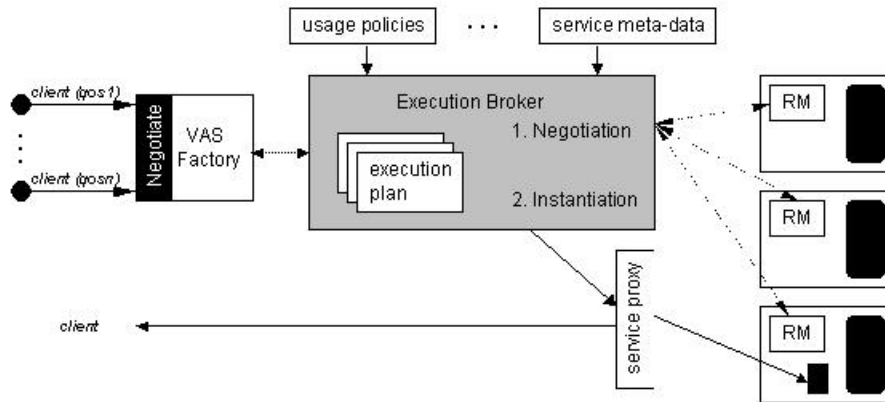 usage policies
. . .
service meta-data
client (qos1)
client (qosn)
Negotiate
VAS
Factory
Execution Broker
1. Negotiation
execution
plan
2. Instantiation
RM
RM
RM
service proxy
client